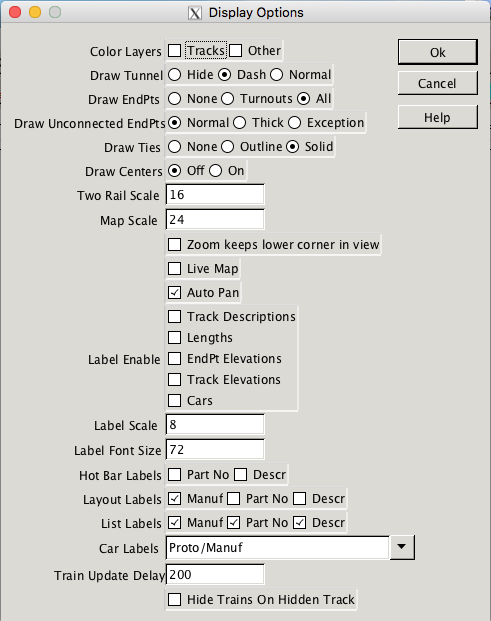 Display Options
Color Layers Tracks Other
Ok
Draw Tunnel Hide Dash Normal
Cancel
Draw EndPts None Turnouts All
Help
Draw Unconnected EndPts Normal Thick Exception
Draw Ties None Outline Solid
Draw Centers Off On
Two Rail Scale 16
Map Scale 24
Zoom keeps lower corner in view
Live Map
Auto Pan
Track Descriptions
Lengths
Label Enable EndPt Elevations
Track Elevations
Cars
Label Scale 8
Label Font Size 72
Hot Bar Labels Part No Descr
Layout Labels Manuf Part No Descr
List Labels Manuf Part No Descr
Car Labels Proto/Manuf
Train Update Delay 200
Hide Trains On Hidden Track